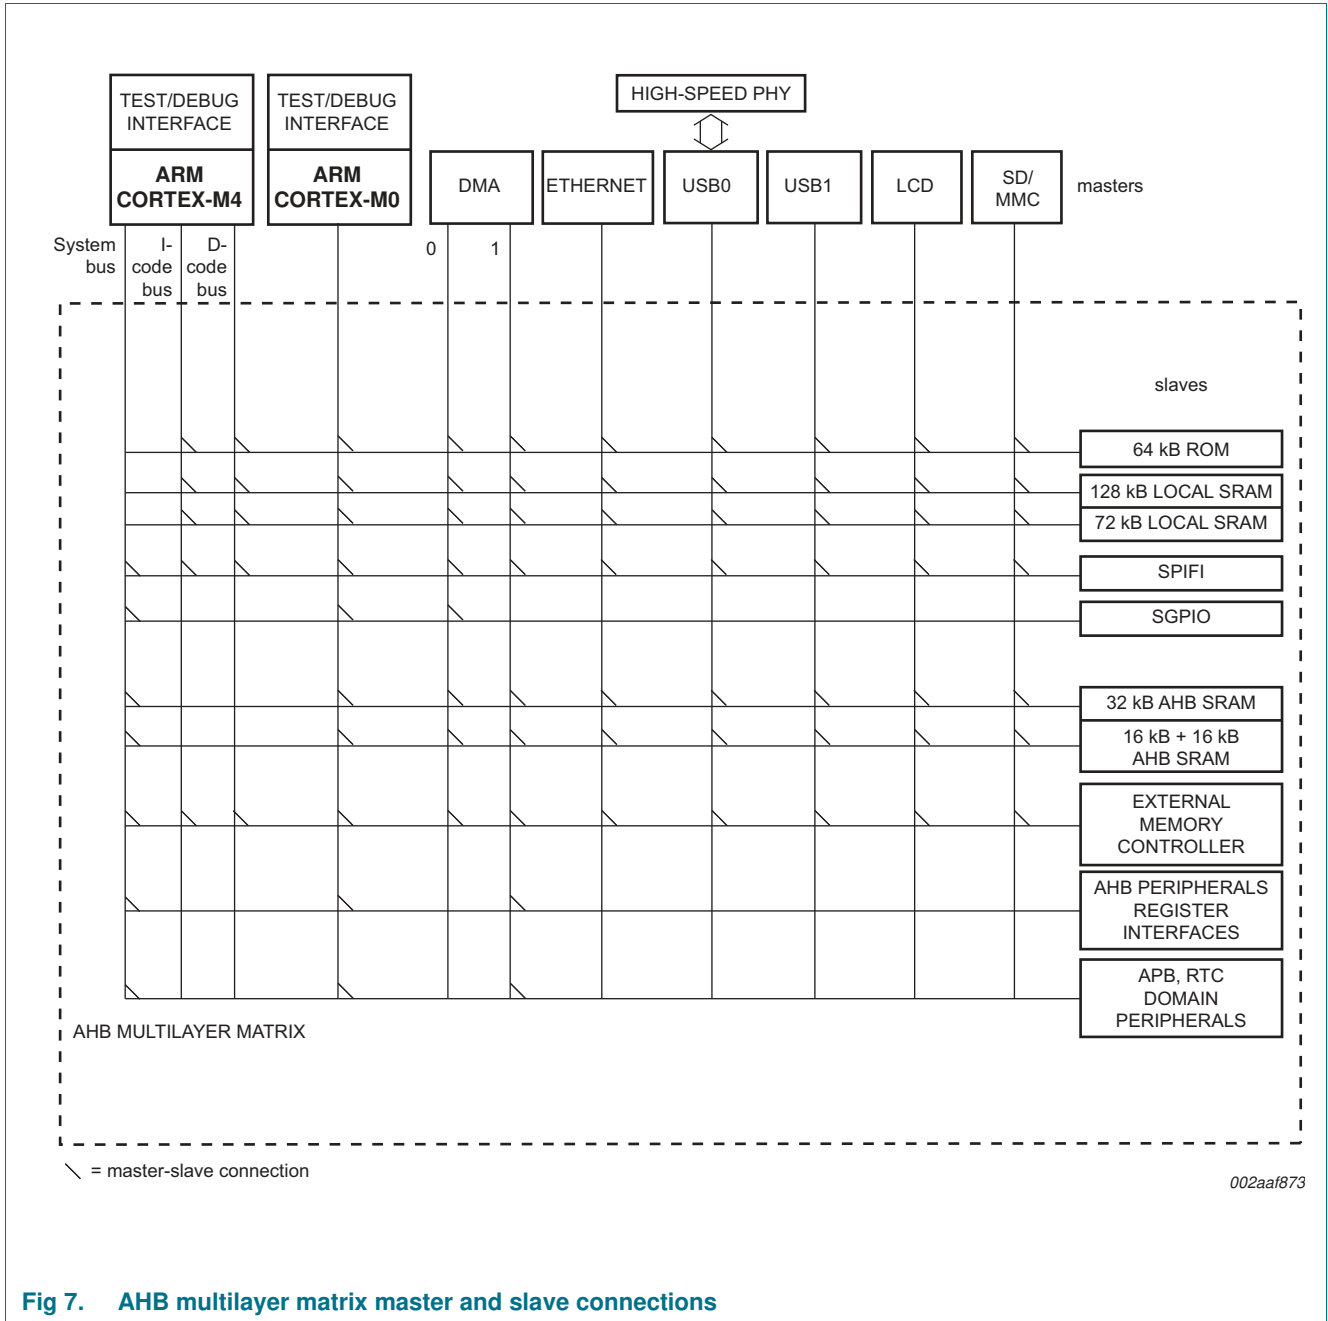 HIGH-SPEED PHY
TEST/DEBUG
INTERFACE
TEST/DEBUG
INTERFACE
ARM
CORTEX-M4
ARM
CORTEX-M0
DMA
ETHERNET
USB0
USB1
LCD
SD/
MMC
masters
System
bus
I-
code
bus
D-
code
bus
0
1
slaves
64 kB ROM
128 kB LOCAL SRAM
72 kB LOCAL SRAM
SPIFI
SGPIO
32 kB AHB SRAM
16 kB + 16 kB
AHB SRAM
EXTERNAL
MEMORY
CONTROLLER
AHB PERIPHERALS
REGISTER
INTERFACES
APB, RTC
DOMAIN
PERIPHERALS
AHB MULTILAYER MATRIX
= master-slave connection
002aaf873
Fig 7. AHB multilayer matrix master and slave connections